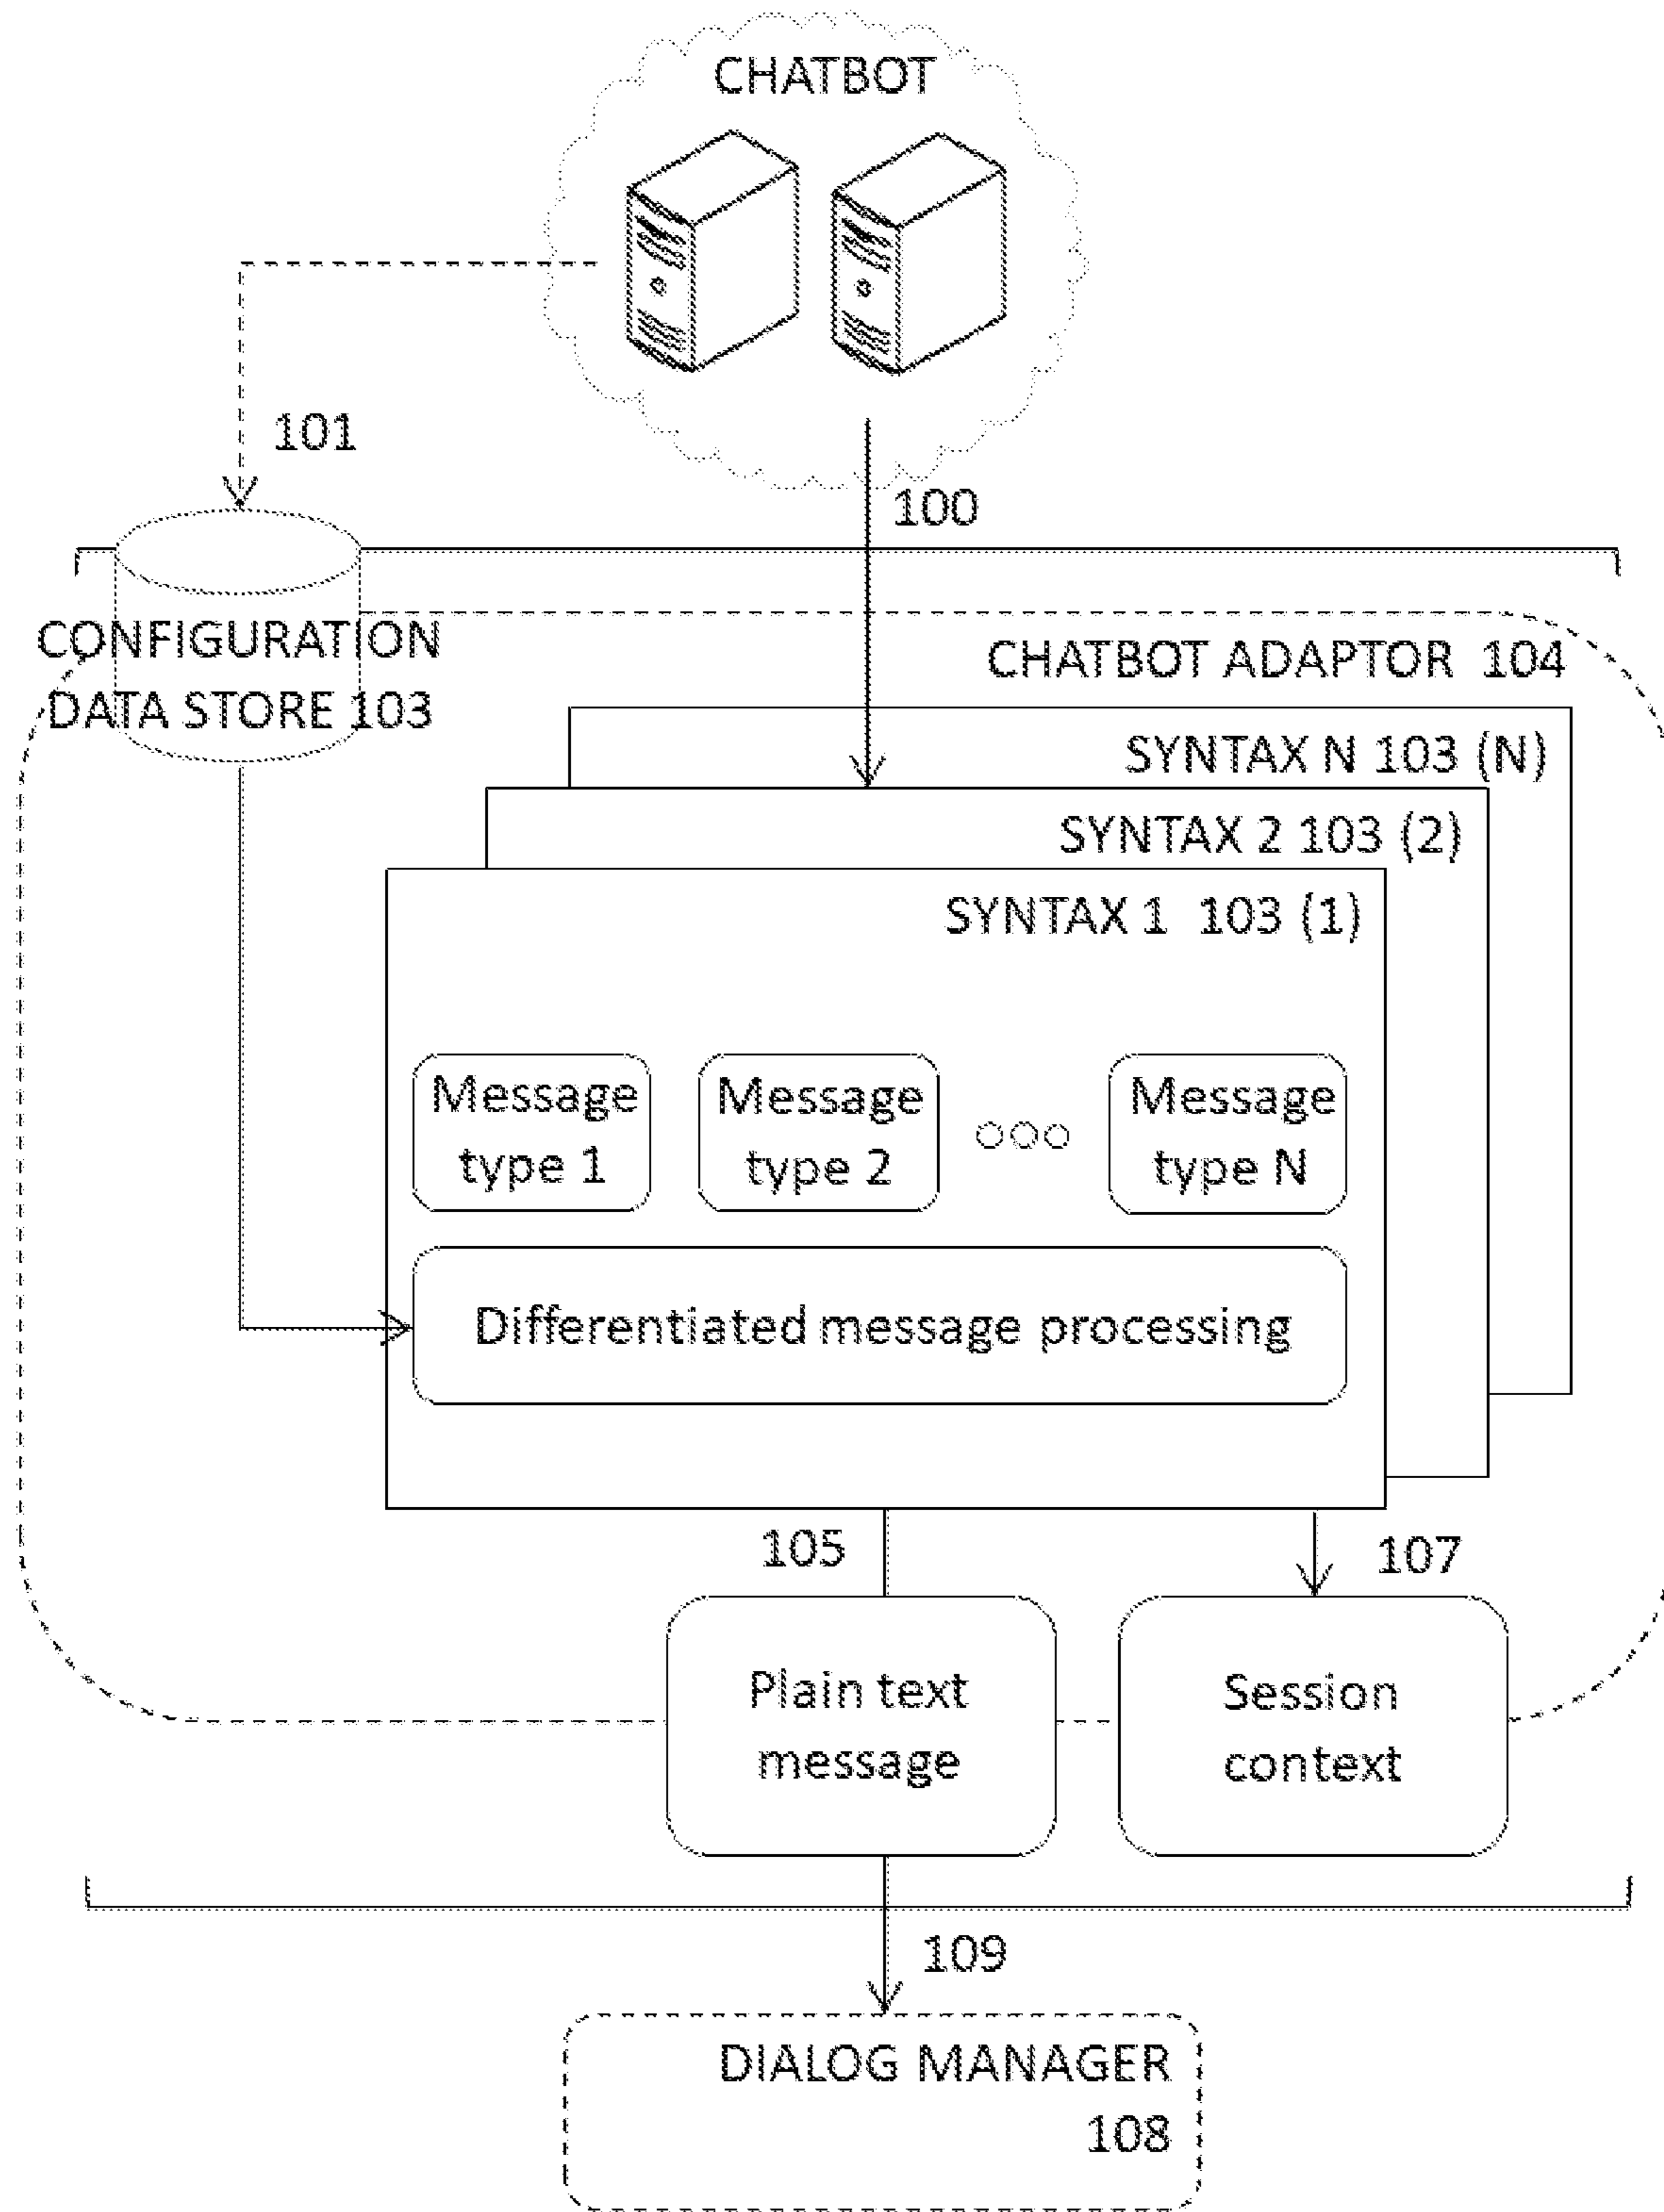 CHATBOT
101
100
CONFIGURATION
DATA STORE 103
CHATBOT ADAPTOR 104
SYNTAX N 103 (N)
SYNTAX 2 103 (2)
SYNTAX 1 103 (1)
Message
type 1
Message
type 2
Message
type N
Differentiated message processing
105
107
Plain text
message
Session
context
109
DIALOG MANAGER
108